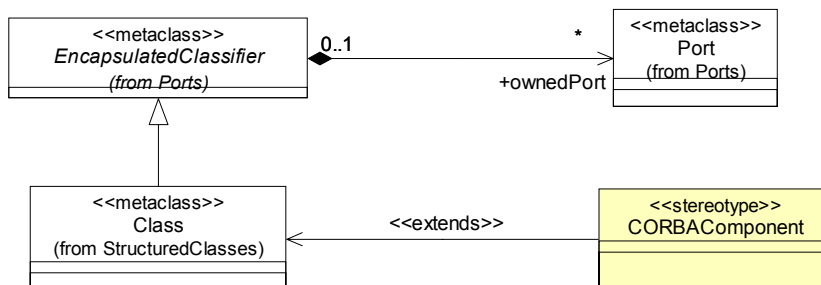 <<metaclass>>
EncapsulatedClassifier
(from Ports)
0..1
*
+ownedPort
<<metaclass>>
Port
(from Ports)
<<metaclass>>
Class
(from StructuredClasses)
<<extends>>
<<stereotype>>
CORBAComponent